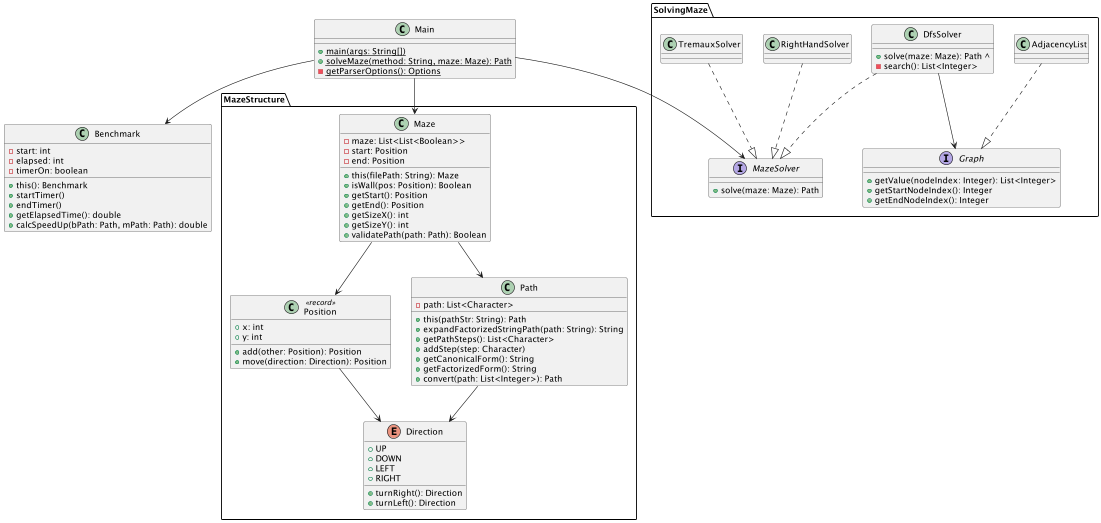 SolvingMaze
C Main
main(args: String[])
solveMaze(method: String, maze: Maze): Path
getParserOptions(): Options
C TremauxSolver
C RightHandSolver
C DfsSolver
solve(maze: Maze): Path ^
search(): List<Integer>
C AdjacencyList
MazeStructure
C Benchmark
start: int
elapsed: int
timerOn: boolean
this(): Benchmark
startTimer()
endTimer()
getElapsedTime(): double
calcSpeedUp(bPath: Path, mPath: Path): double
C Maze
maze: List<List<Boolean>>
start: Position
end: Position
this(filePath: String): Maze
isWall(pos: Position): Boolean
getStart(): Position
getEnd(): Position
getSizeX(): int
getSizeY(): int
validatePath(path: Path): Boolean
I MazeSolver
solve(maze: Maze): Path
I Graph
getValue(nodeIndex: Integer): List<Integer>
getStartNodeIndex(): Integer
getEndNodeIndex(): Integer
C «record»
Position
x: int
y: int
add(other: Position): Position
move(direction: Direction): Position
C Path
path: List<Character>
this(pathStr: String): Path
expandFactorizedStringPath(path: String): String
getPathSteps(): List<Character>
addStep(step: Character)
getCanonicalForm(): String
getFactorizedForm(): String
convert(path: List<Integer>): Path
E Direction
UP
DOWN
LEFT
RIGHT
turnRight(): Direction
turnLeft(): Direction